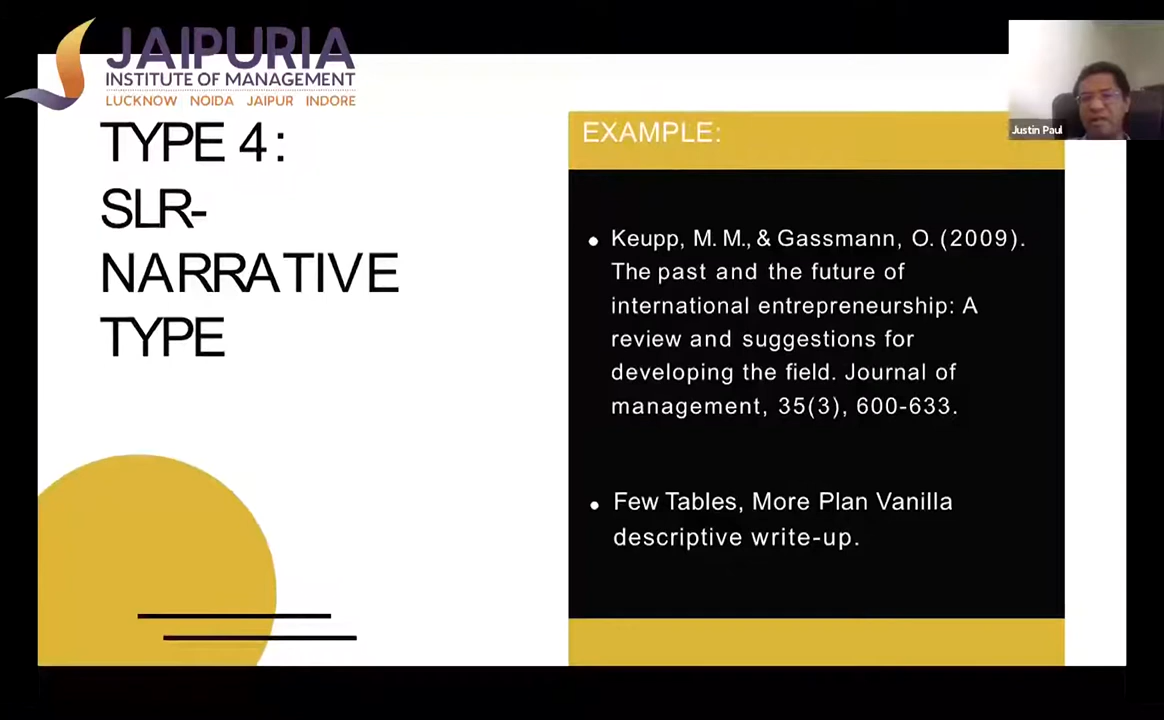 JAIPURIA
INSTITUTE OF MANAGEMENT
LUCKNOW NOIDA JAIPUR INDORE
TYPE 4:
SLR-
NARRATIVE
TYPE
EXAMPLE:
• Keupp, M. M., & Gassmann, O. (2009).
The past and the future of
international entrepreneurship: A
review and suggestions for
developing the field. Journal of
management, 35(3), 600-633.
• Few Tables, More Plan Vanilla
descriptive write-up.
Justin Paul